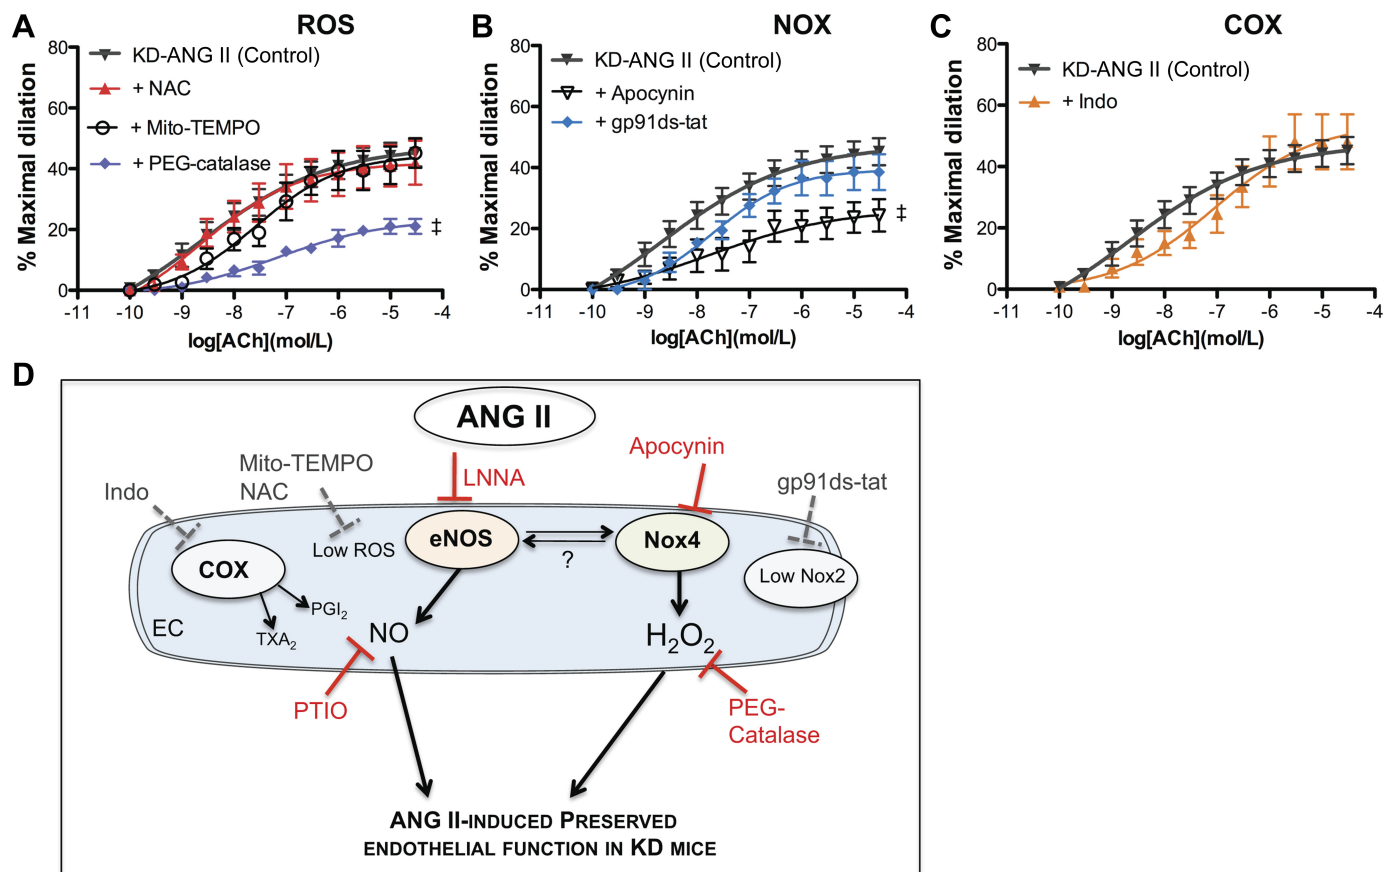 A
ROS
80
60
40
20
0
% Maximal dilation
KD-ANG II (Control)
+ NAC
+ Mito-TEMPO
+ PEG-catalase
‡
-11 -10 -9 -8 -7 -6 -5 -4
log[ACh](mol/L)
B
NOX
80
60
40
20
0
% Maximal dilation
KD-ANG II (Control)
+ Apocynin
+ gp91ds-tat
‡
-11 -10 -9 -8 -7 -6 -5 -4
log[ACh](mol/L)
C
COX
80
60
40
20
0
% Maximal dilation
KD-ANG II (Control)
+ Indo
-11 -10 -9 -8 -7 -6 -5 -4
log[ACh](mol/L)
D
ANG II
LNNA
Apocynin
Mito-TEMPO
NAC
Indo
gp91ds-tat
COX
Low ROS
eNOS
?
Nox4
Low Nox2
PGI2
TXA2
EC
NO
H2O2
PTIO
PEG-
Catalase
ANG II-INDUCED PRESERVED
ENDOTHELIAL FUNCTION IN KD MICE